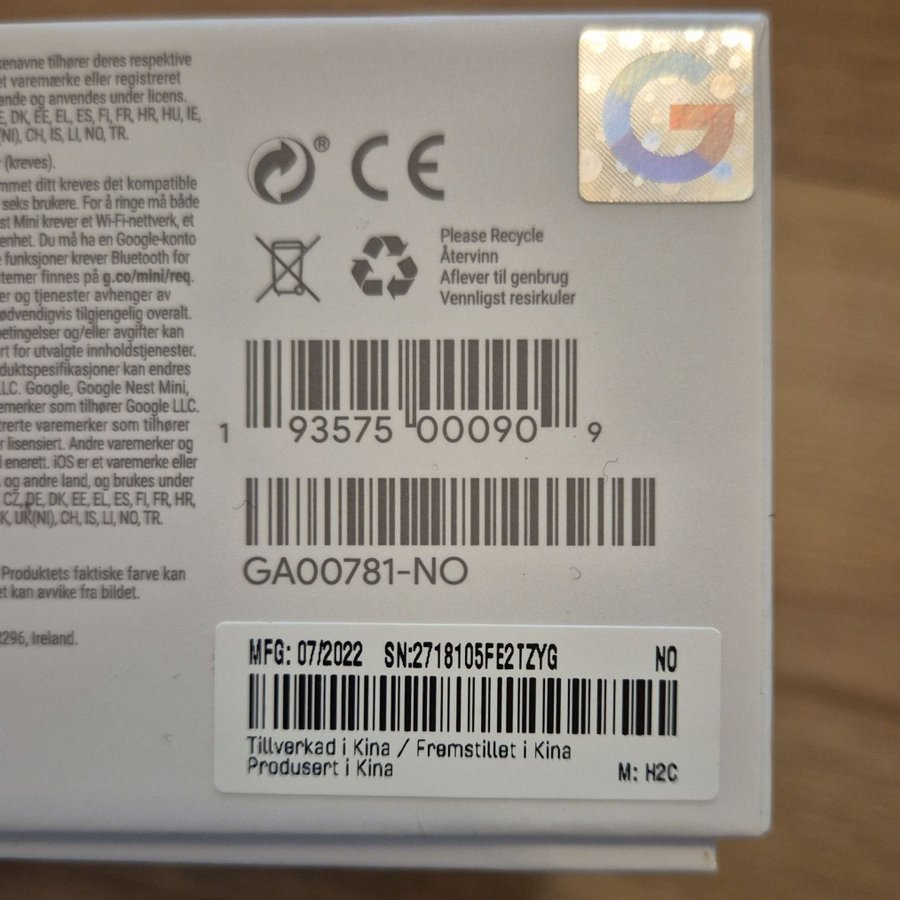 kenavne tilhører deres respektive
et varemærke eller registreret
ande og anvendes under licens.
E, DK, EE, EL, ES, FI, FR, HR, HU, IE,
(NI), CH, IS, LI, NO, TR.
r (kreves).
mmet ditt kreves det kompatible
seks brukere. For å ringe må både
st Mini krever et Wi-Fi-nettverk, et
enhet. Du må ha en Google-konto
e funksjoner krever Bluetooth for
temer finnes på g.co/mini/req.
er og tjenester avhenger av
ødvendigvis tilgjengelig overalt.
betingelser og/eller avgifter kan
rt for utvalgte innholdstjenester.
duktspesifikasjoner kan endres
LLC. Google, Google Nest Mini,
emerker som tilhører Google LLC.
trerte varemerker som tilhører
r lisensiert. Andre varemerker og
d enerett. iOS er et varemerke eller
og andre land, og brukes under
CZ, DE, DK, EE, EL, ES, FI, FR, HR,
K, UK(NI), CH, IS, LI, NO, TR.
Produktets faktiske farve kan
et kan avvike fra bildet.
2296, Ireland.
G
® CE
Please Recycle
Återvinn
Aflever til genbrug
Vennligst resirkuler
1 93575 00090 9
GA00781-NO
MFG: 07/2022 SN:2718105FE2TZYG NO
Tillverkad i Kina / Fremstillet i Kina
Produsert i Kina M: H2C